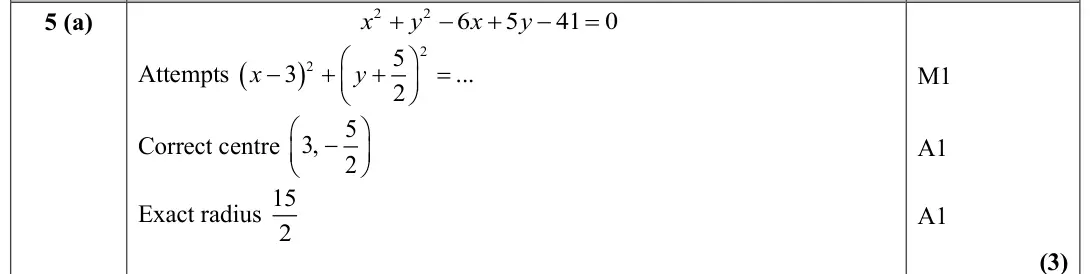 5 (a) x² + y² − 6x + 5y − 41 = 0
Attempts (x − 3)² + (y + 5/2)² = ... M1
Correct centre (3, − 5/2) A1
Exact radius 15/2 A1
(3)